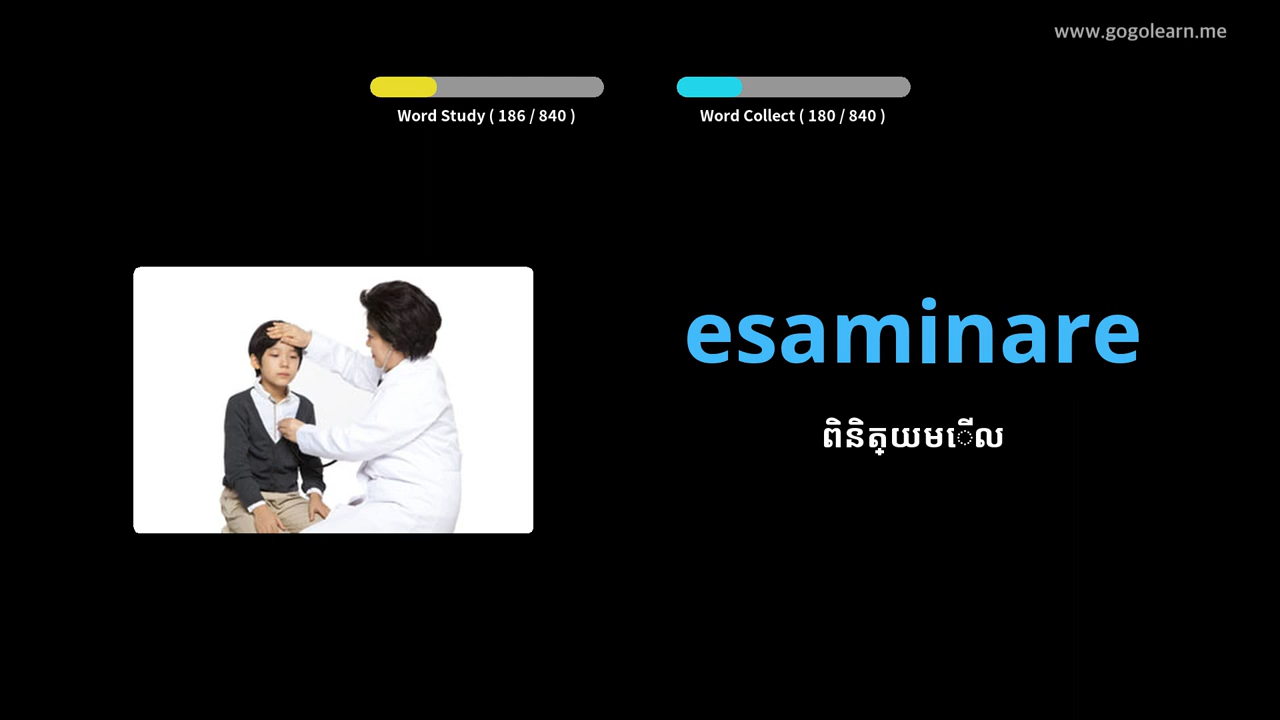 www.gogolearn.me
Word Study ( 186 / 840 )
Word Collect ( 180 / 840 )
esaminare
ពិនិត្យមើល